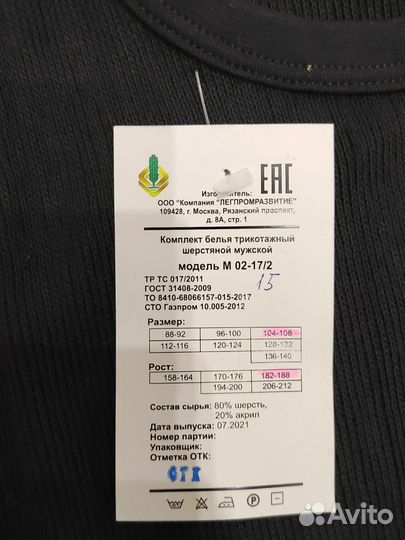 ЕАС
Изготовитель:
ООО "Компания "ЛЕГПРОМРАЗВИТИЕ"
109428, г. Москва, Рязанский проспект,
д. 8А, стр. 1
Комплект белья трикотажный
шерстяной мужской
модель М 02-17/2
15
ТР ТС 017/2011
ГОСТ 31408-2009
ТО 8410-68066157-015-2017
СТО Газпром 10.005-2012
Размер:
88-92 96-100 104-108
112-116 120-124 128-132
136-140
Рост:
158-164 170-176 182-188
194-200 206-212
Состав сырья: 80% шерсть,
20% акрил
Дата выпуска: 07.2021
Номер партии:
Упаковщик:
Отметка ОТК:
ОТК
P
Avito